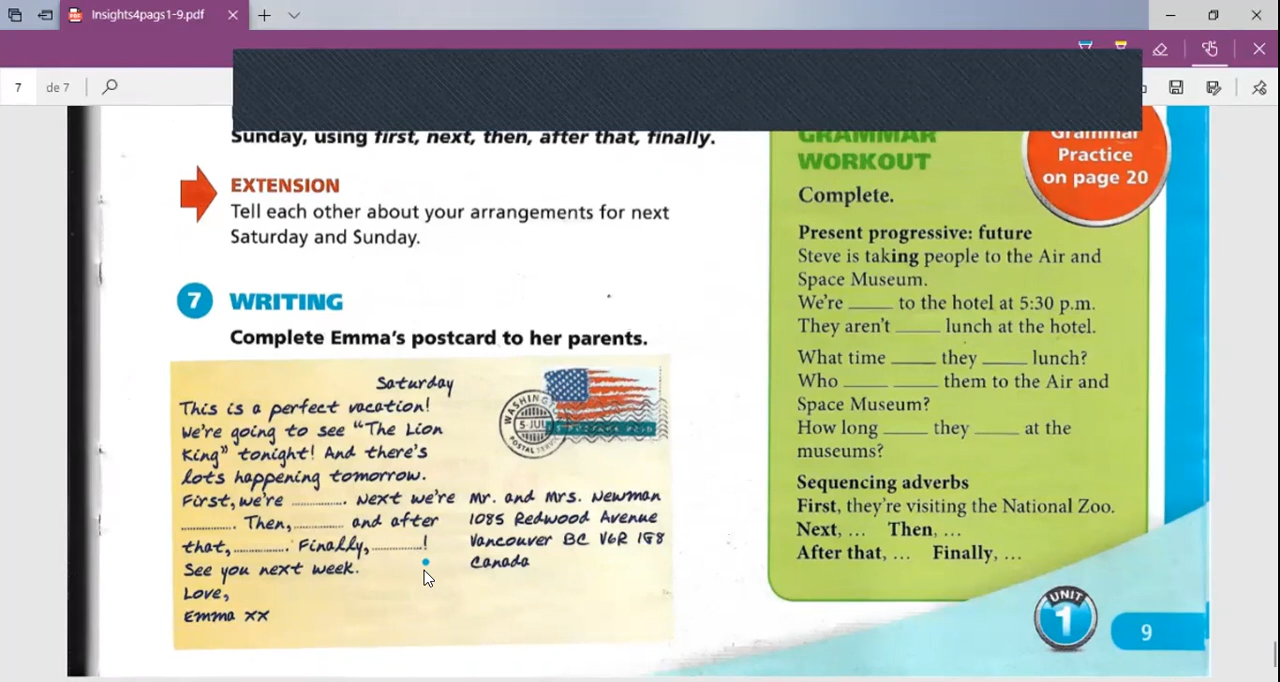 Insights4pags1-9.pdf
7 de 7
Sunday, using first, next, then, after that, finally.
EXTENSION
Tell each other about your arrangements for next
Saturday and Sunday.
7 WRITING
Complete Emma's postcard to her parents.
Saturday
This is a perfect vacation!
We're going to see "The Lion
King" tonight! And there's
lots happening tomorrow.
First, we're ............. Next we're
............. Then, ............ and after
that, ............. Finally, ............!
See you next week.
Love,
Emma xx
5 JUL
Mr. and Mrs. Newman
1085 Redwood Avenue
Vancouver BC V6R 1G8
Canada
GRAMMAR
WORKOUT
Complete.
Present progressive: future
Steve is taking people to the Air and
Space Museum.
We're _____ to the hotel at 5:30 p.m.
They aren't _____ lunch at the hotel.
What time _____ they _____ lunch?
Who _____ _____ them to the Air and
Space Museum?
How long _____ they _____ at the
museums?
Sequencing adverbs
First, they're visiting the National Zoo.
Next, ... Then, ...
After that, ... Finally, ...
Grammar
Practice
on page 20
UNIT
1
9